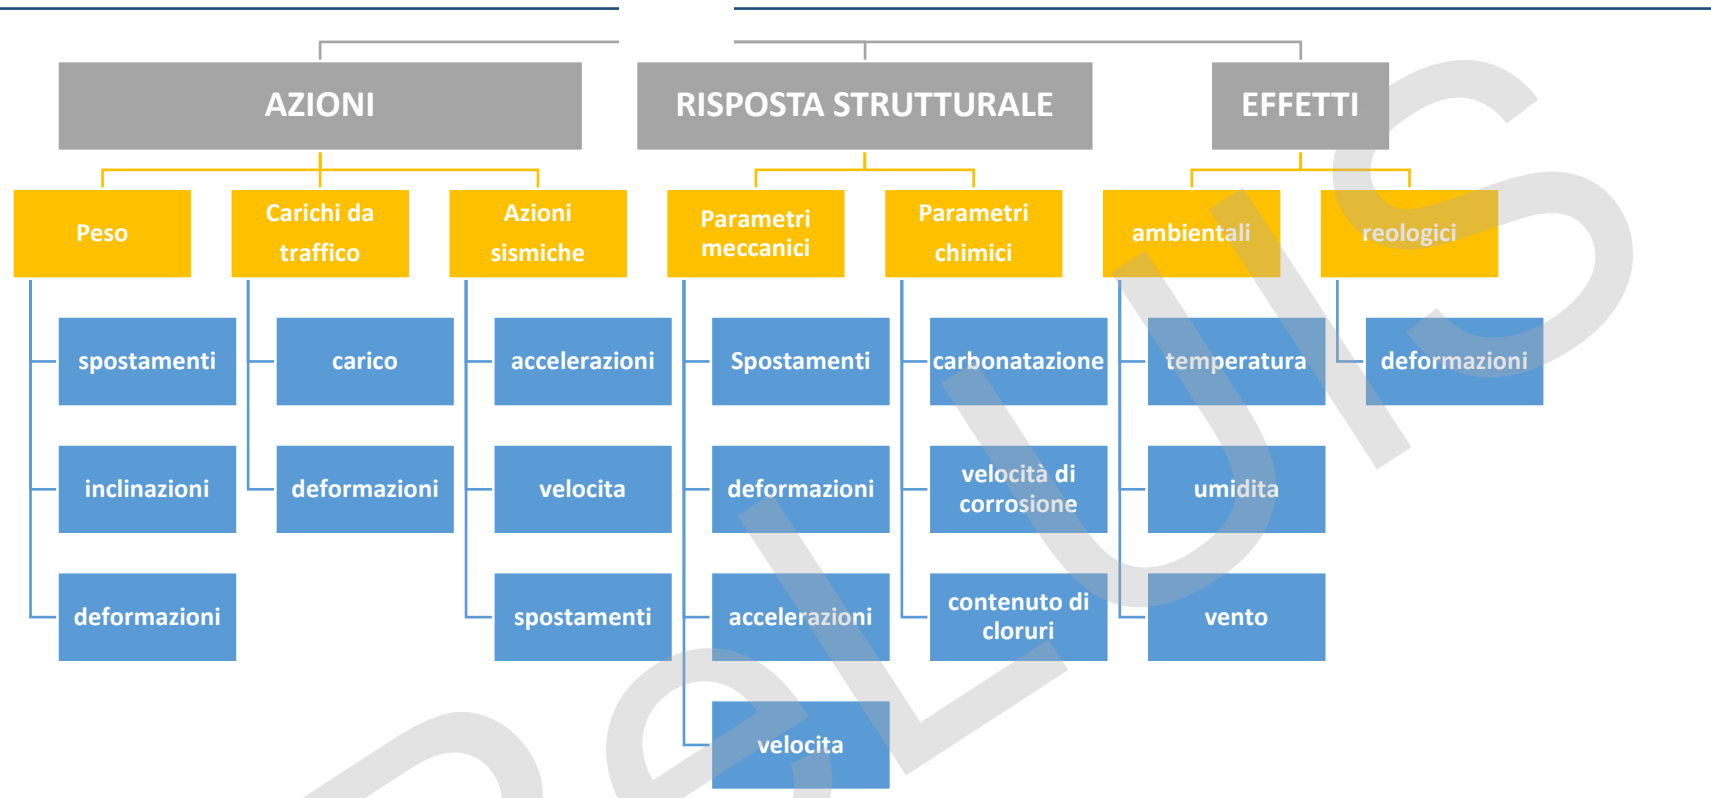 AZIONI
RISPOSTA STRUTTURALE
EFFETTI
Peso
Carichi da
traffico
Azioni
sismiche
Parametri
meccanici
Parametri
chimici
ambientali
reologici
spostamenti
carico
accelerazioni
Spostamenti
carbonatazione
temperatura
deformazioni
inclinazioni
deformazioni
velocita
deformazioni
velocità di
corrosione
umidita
deformazioni
spostamenti
accelerazioni
contenuto di
cloruri
vento
velocita
ReLUIS